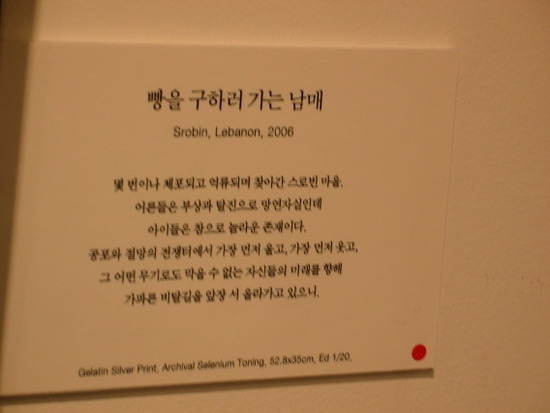 빵을 구하러 가는 남매
Srobin, Lebanon, 2006
몇 번이나 체포되고 억류되며 찾아간 스로빈 마을.
어른들은 부상과 탈진으로 망연자실인데
아이들은 참으로 놀라운 존재이다.
공포와 절망의 전쟁터에서 가장 먼저 울고, 가장 먼저 웃고,
그 어떤 무기로도 막을 수 없는 자신들의 미래를 향해
가파른 비탈길을 앞장 서 올라가고 있으니.
Gelatin Silver Print, Archival Selenium Toning, 52.8x35cm, Ed 1/20,